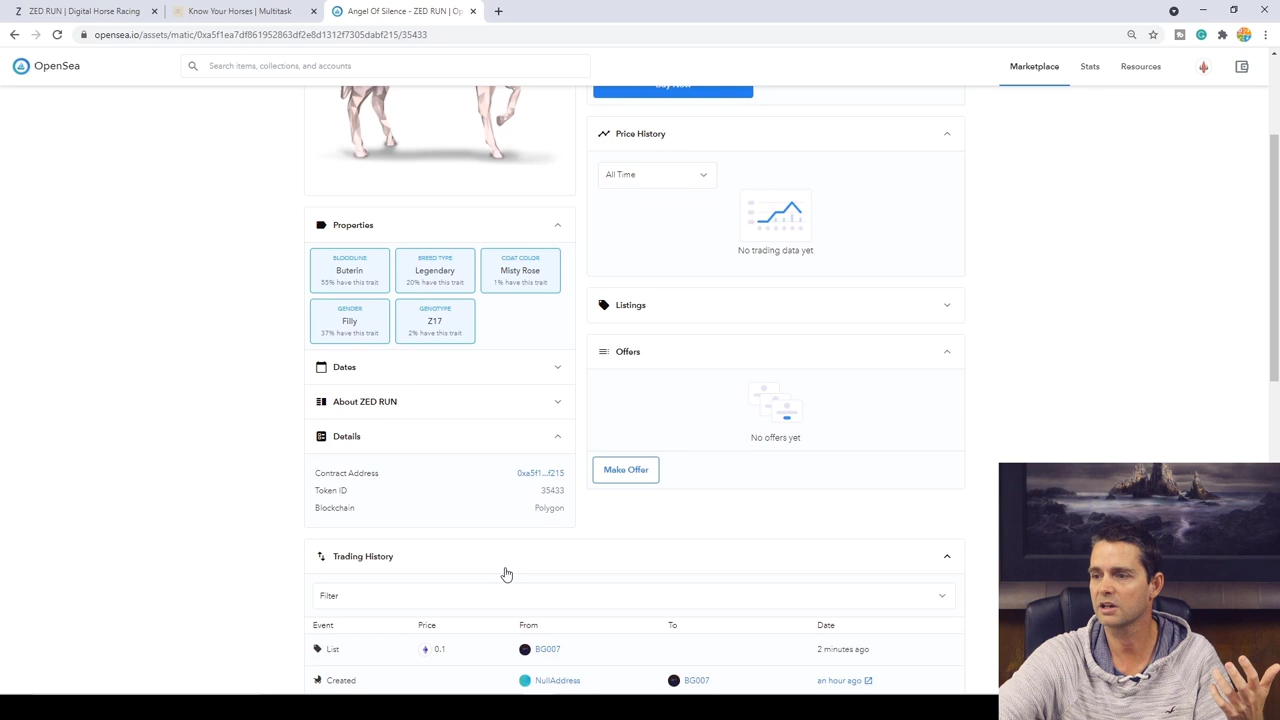 ZED RUN | Digital Horse Racing
Know Your Horses | Multitask
Angel Of Silence - ZED RUN | Op
opensea.io/assets/matic/0xa5f1ea7df861952863df2e8d1312f7305dabf215/35433
OpenSea
Search items, collections, and accounts
Marketplace
Stats
Resources
Buy Now
Price History
All Time
No trading data yet
Properties
BLOODLINE
Buterin
55% have this trait
BREED TYPE
Legendary
20% have this trait
COAT COLOR
Misty Rose
1% have this trait
GENDER
Filly
37% have this trait
GENOTYPE
Z17
2% have this trait
Listings
Offers
No offers yet
Make Offer
Dates
About ZED RUN
Details
Contract Address 0xa5f1...f215
Token ID 35433
Blockchain Polygon
Trading History
Filter
Event Price From To Date
List 0.1 BG007 2 minutes ago
Created NullAddress BG007 an hour ago